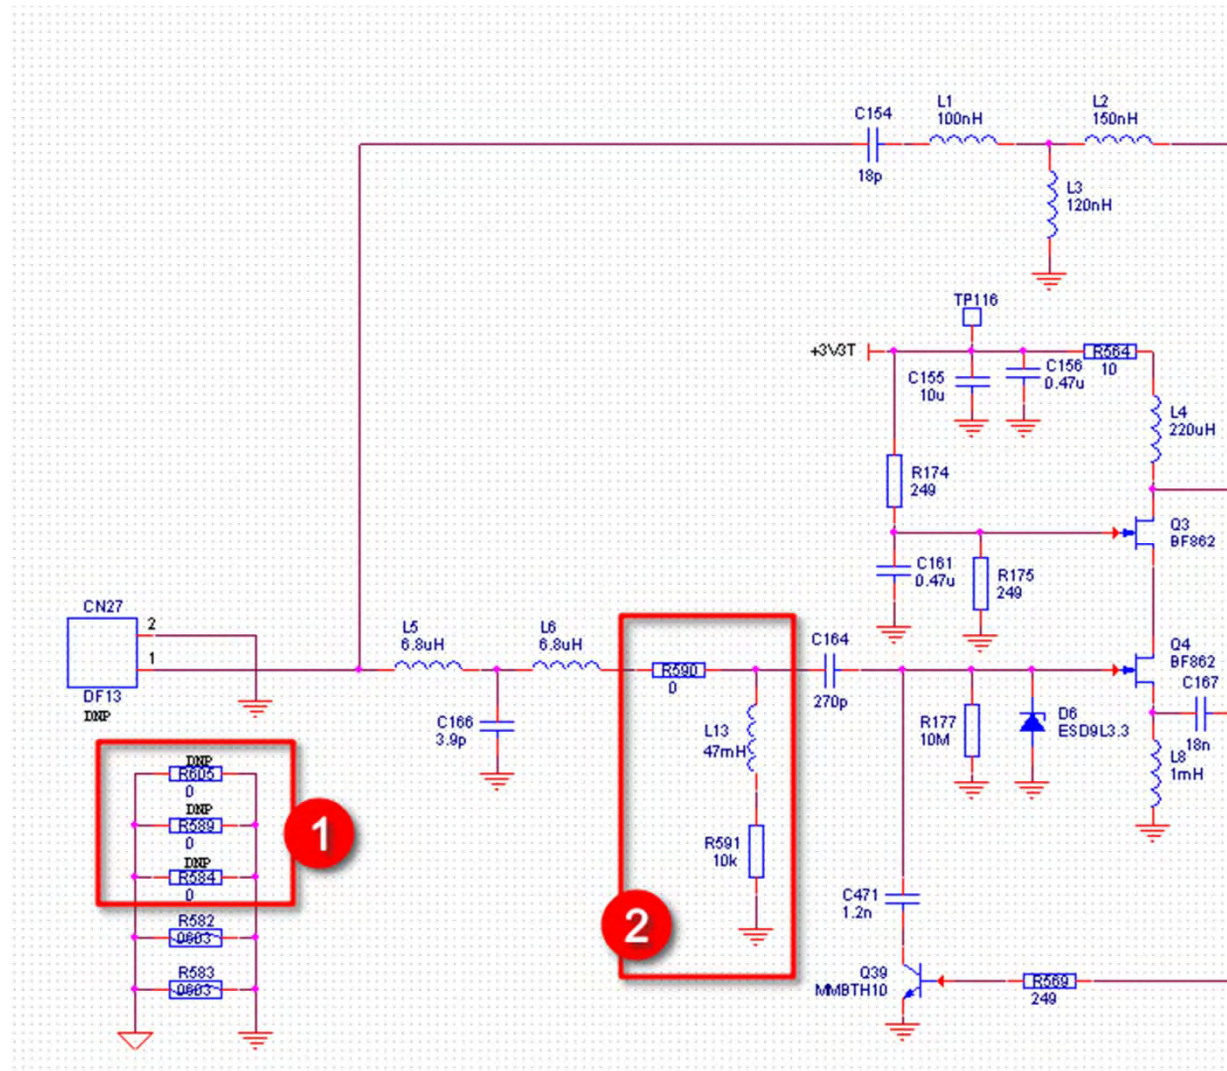 C154
18p
L1
100nH
L2
150nH
L3
120nH
TP116
+3V3T
C155
10u
C156
0.47u
R564
10
L4
220uH
R174
249
Q3
BF862
C161
0.47u
R175
249
CN27
2
1
DF13
DNP
L5
6.8uH
L6
6.8uH
C166
3.9p
R590
0
L13
47mH
R591
10k
2
C164
270p
R177
10M
D6
ESD9L3.3
Q4
BF862
C167
18n
L8
1mH
DNP
R605
0
DNP
R589
0
DNP
R584
0
1
R582
0603
R583
0603
C471
1.2n
Q39
MMBTH10
R569
249